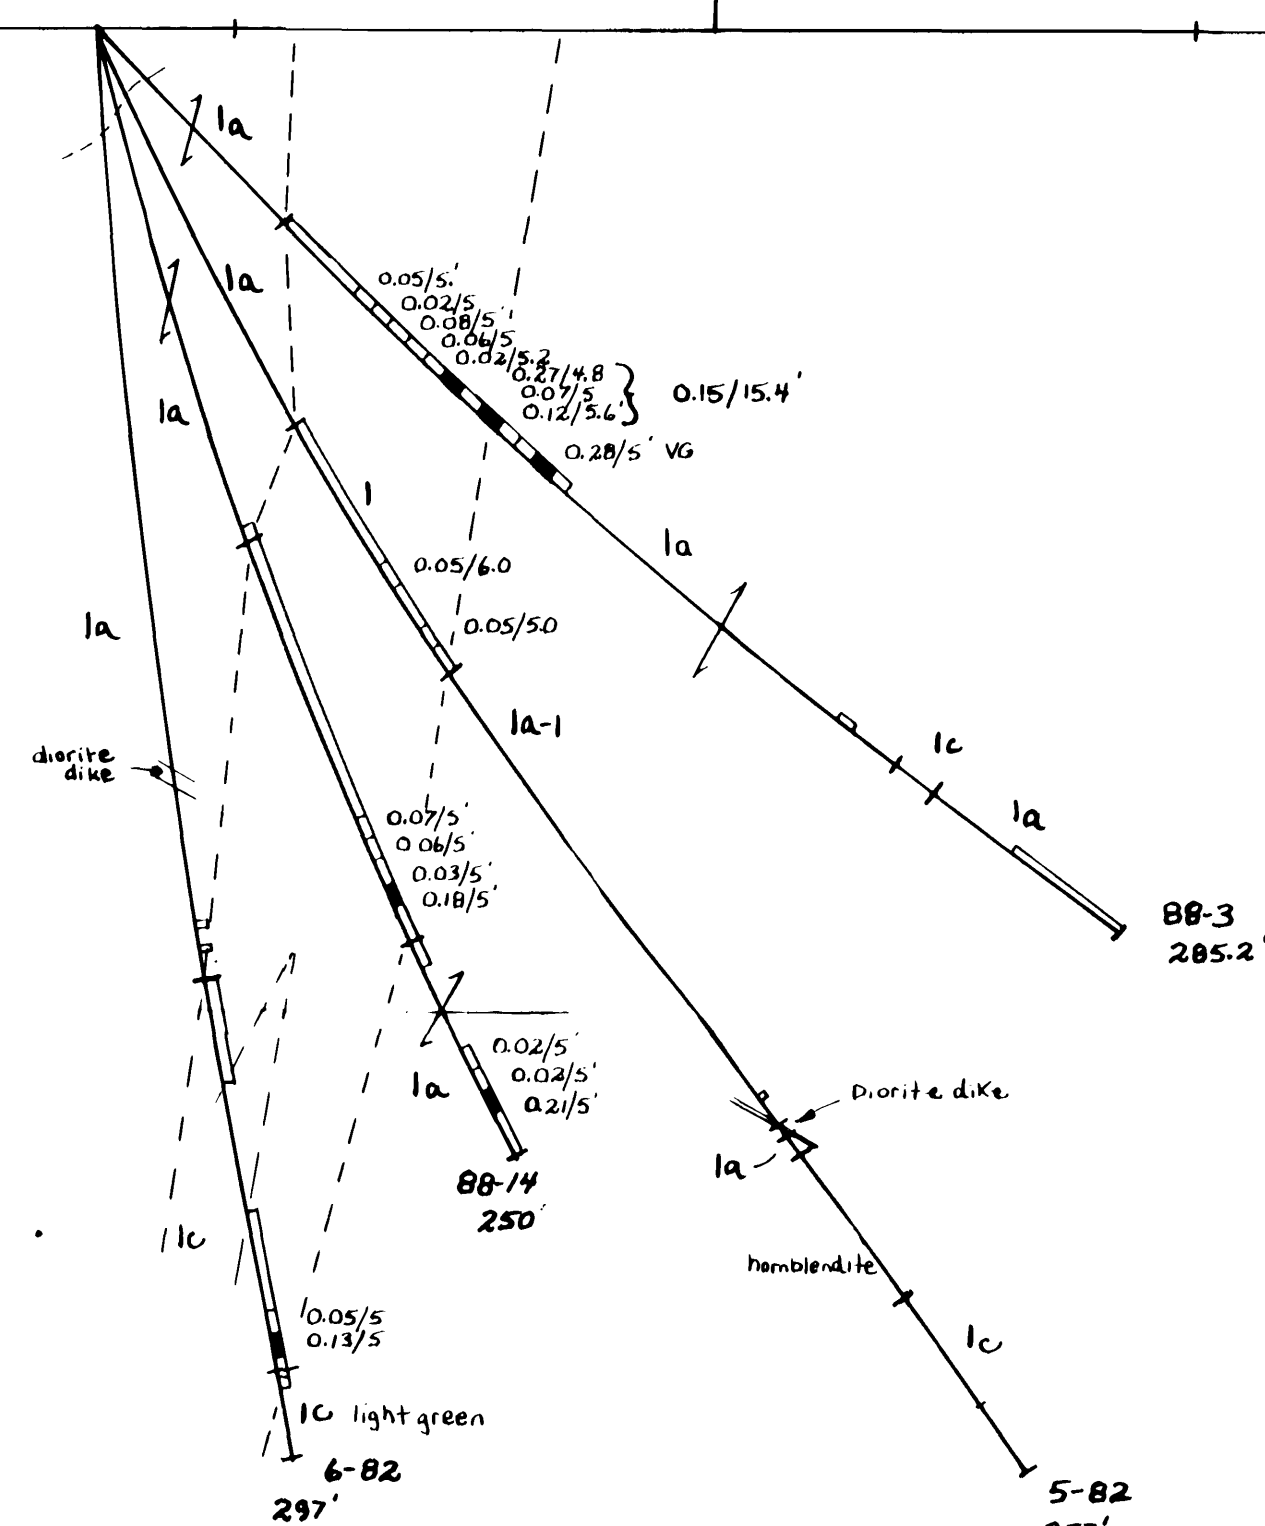 1a
1a
0.05/5.'
0.02/5
0.08/5'
0.06/5
0.02/5.2
0.27/4.8
0.07/5
0.12/5.6'
0.15/15.4'
1a
0.28/5' VG
1
1a
0.05/6.0
1a
0.05/5.0
1a-1
diorite
dike
1c
1a
0.07/5'
0.06/5'
0.03/5'
0.18/5'
88-3
285.2'
0.02/5'
0.02/5'
0.21/5'
1a
Diorite dike
1a
88-14
250'
1c
hornblendite
0.05/5
0.13/5
1c
1c light green
6-82
297'
5-82